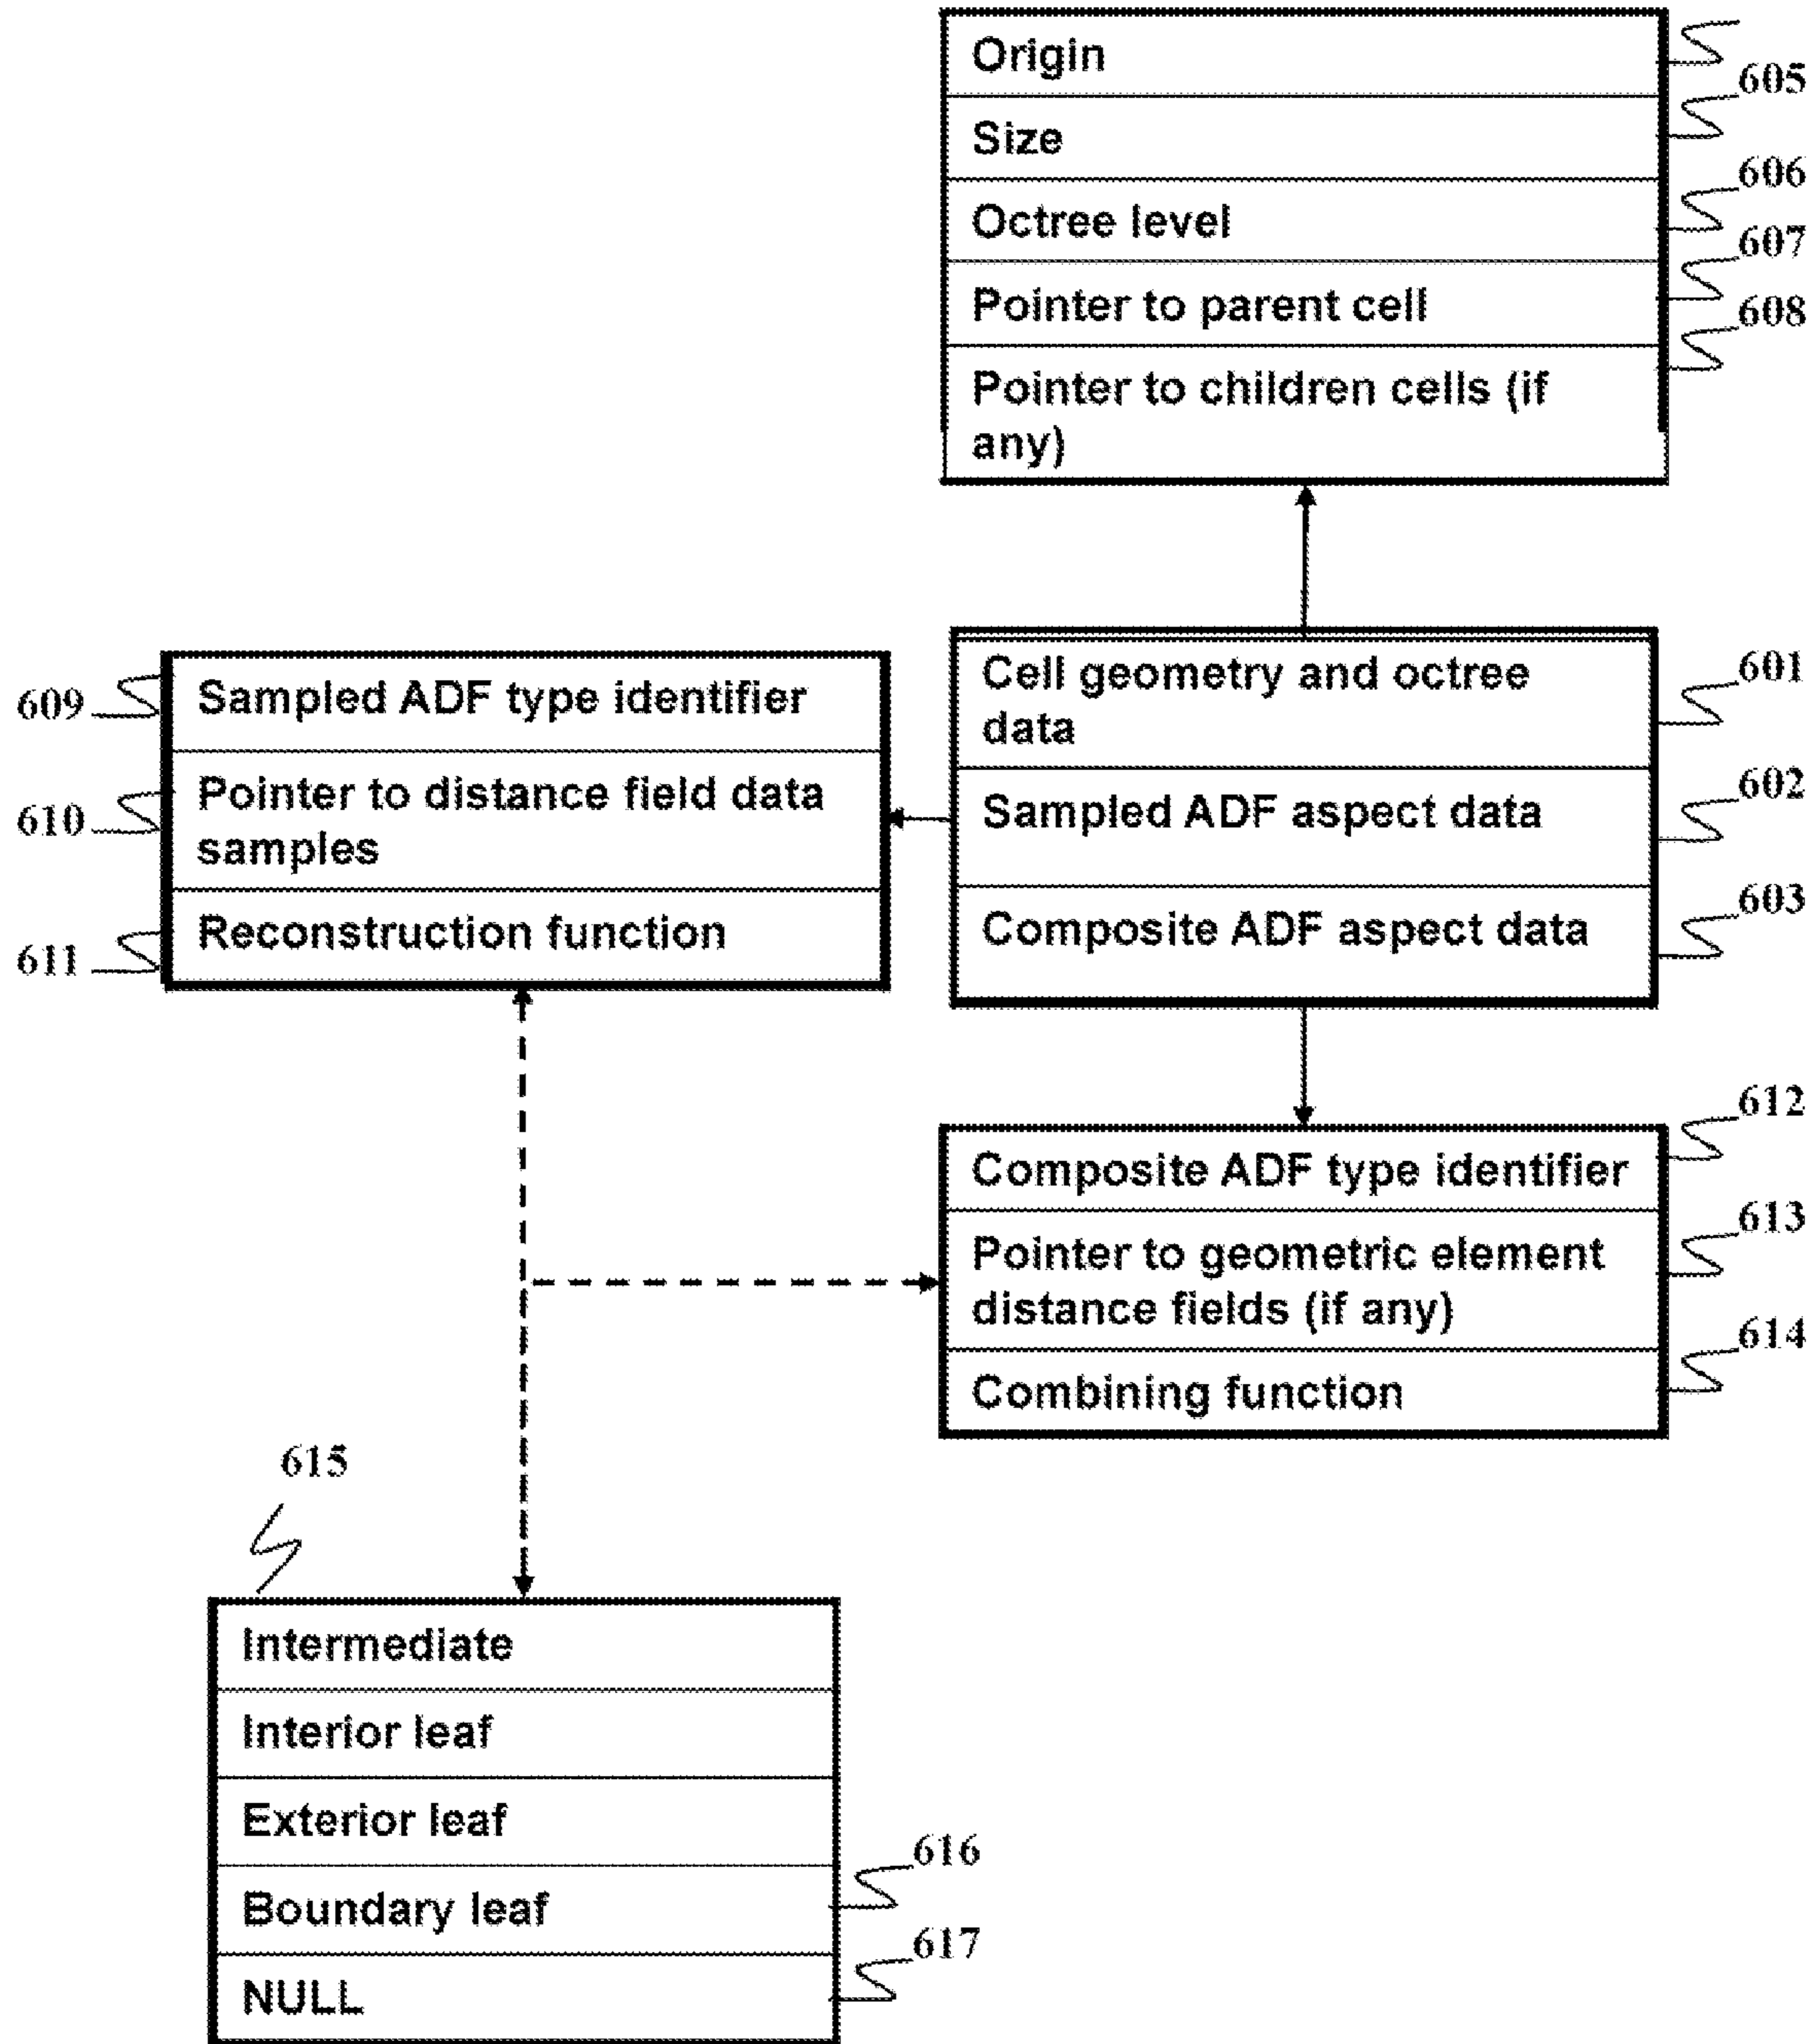 Origin
605
Size
606
Octree level
607
Pointer to parent cell
608
Pointer to children cells (if
any)
609
Sampled ADF type identifier
610
Pointer to distance field data
samples
611
Reconstruction function
Cell geometry and octree
data
601
Sampled ADF aspect data
602
Composite ADF aspect data
603
Composite ADF type identifier
612
Pointer to geometric element
distance fields (if any)
613
Combining function
614
615
Intermediate
Interior leaf
Exterior leaf
Boundary leaf
616
NULL
617